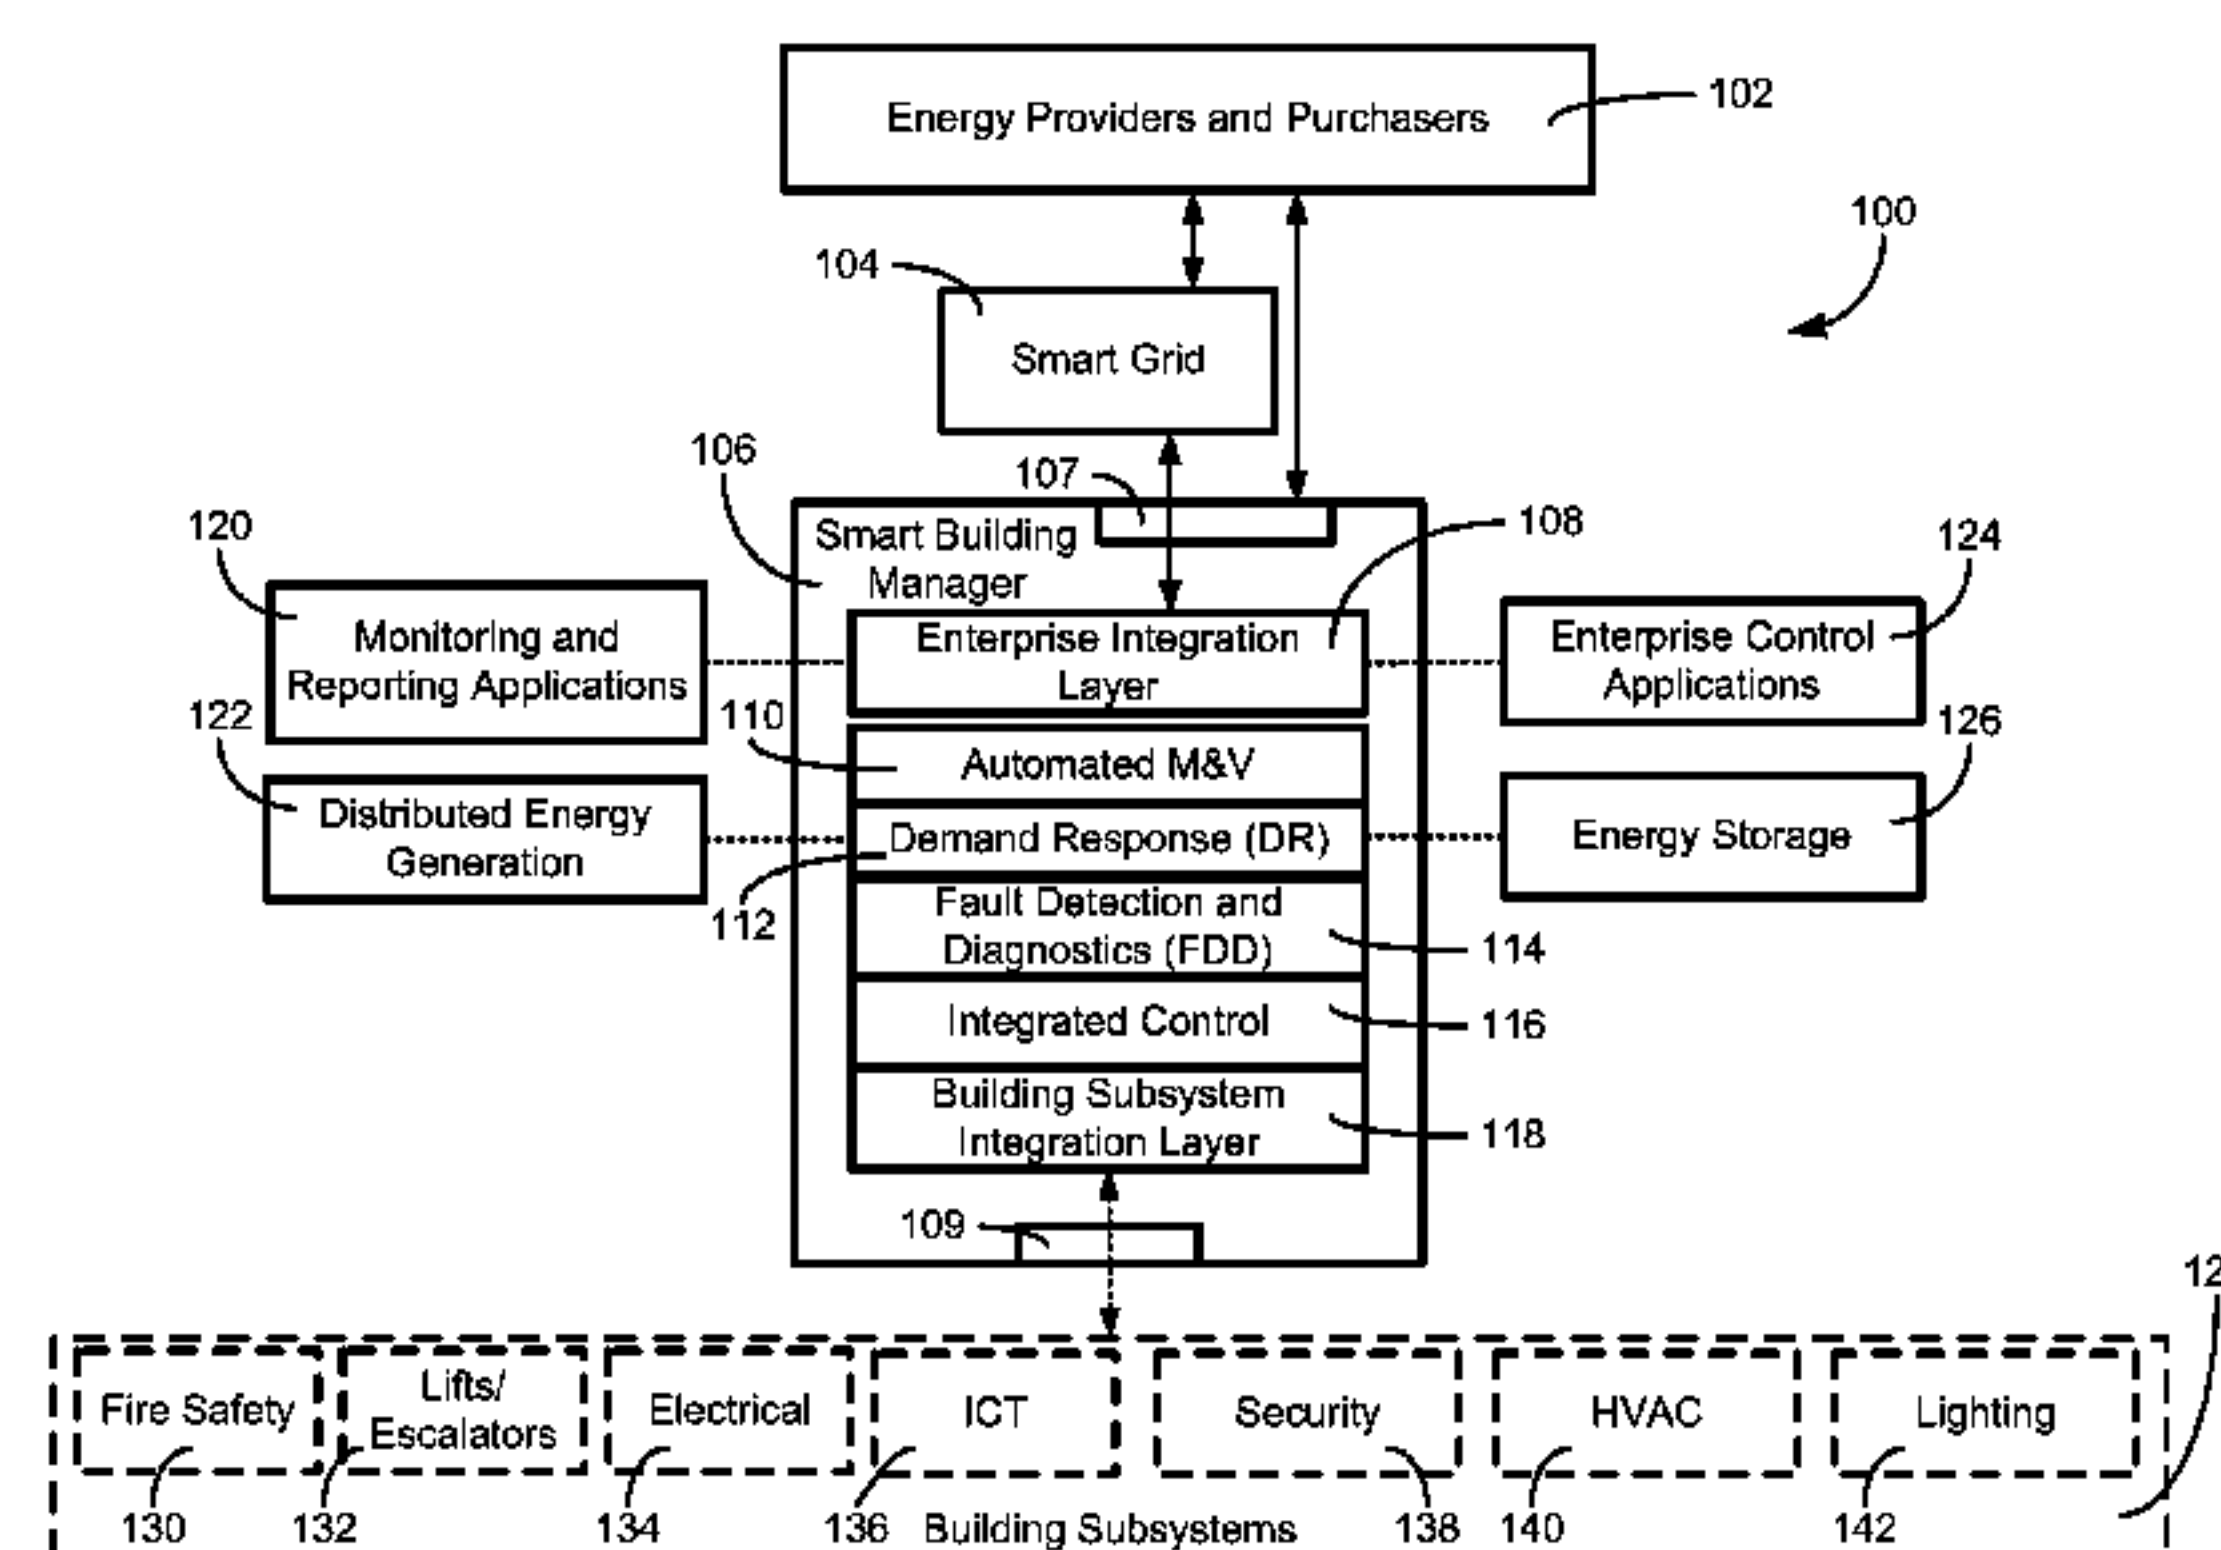 Energy Providers and Purchasers
102
100
104
Smart Grid
106
107
Smart Building
Manager
108
120
124
Monitoring and
Reporting Applications
Enterprise Integration
Layer
Enterprise Control
Applications
122
110
126
Automated M&V
Distributed Energy
Generation
Demand Response (DR)
Energy Storage
112
Fault Detection and
Diagnostics (FDD)
114
Integrated Control
116
Building Subsystem
Integration Layer
118
109
Fire Safety
Lifts/
Escalators
Electrical
ICT
Security
HVAC
Lighting
130
132
134
136
Building Subsystems
138
140
142